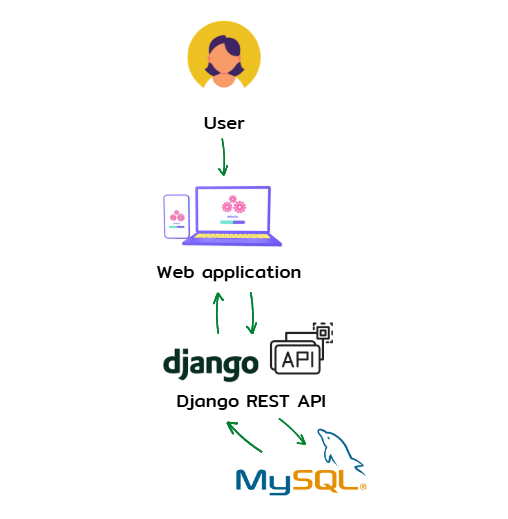 User
Web application
django
API
Django REST API
MySQL®